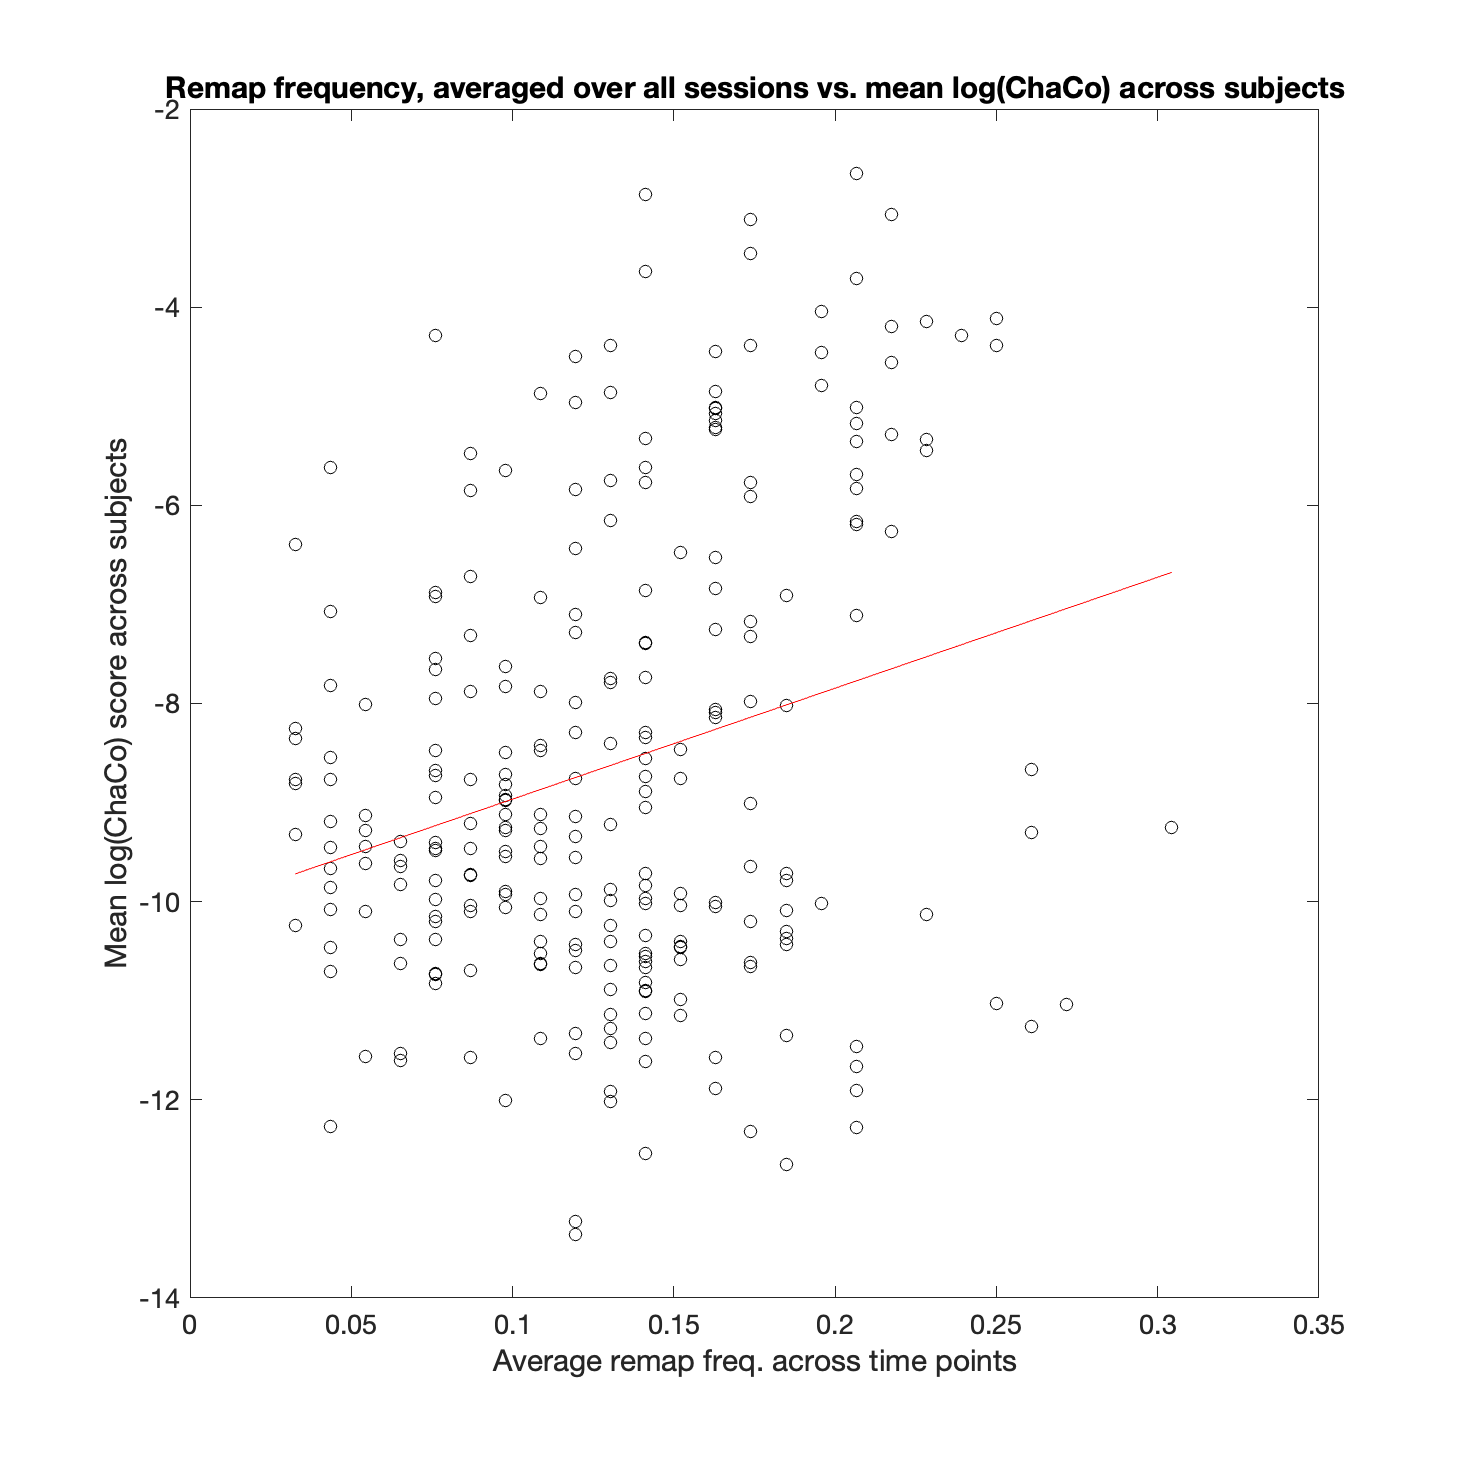 Remap frequency, averaged over all sessions vs. mean log(ChaCo) across subjects
-2
-4
-6
-8
-10
-12
-14
Mean log(ChaCo) score across subjects
0 0.05 0.1 0.15 0.2 0.25 0.3 0.35
Average remap freq. across time points